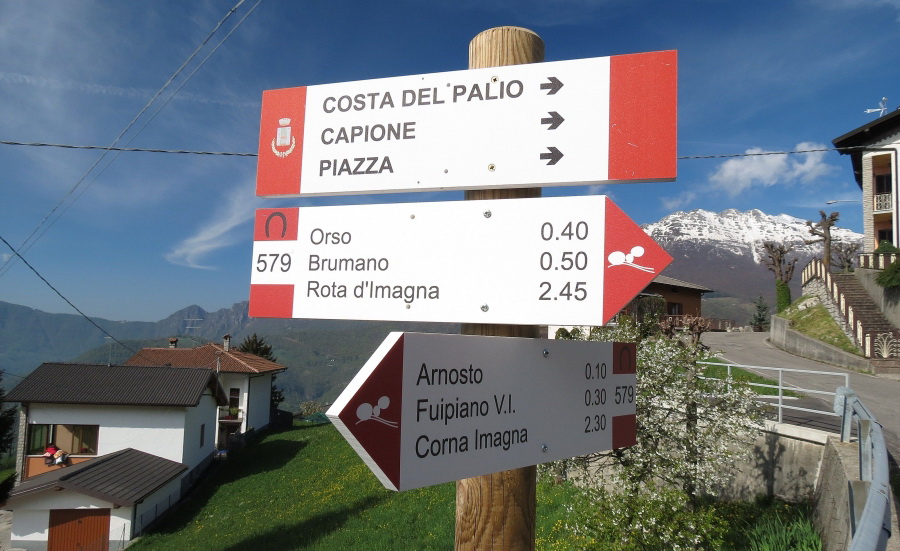 COSTA DEL PALIO →
CAPIONE →
PIAZZA →
579
Orso 0.40
Brumano 0.50
Rota d'Imagna 2.45
Arnosto 0.10
Fuipiano V.I. 0.30
Corna Imagna 2.30
579